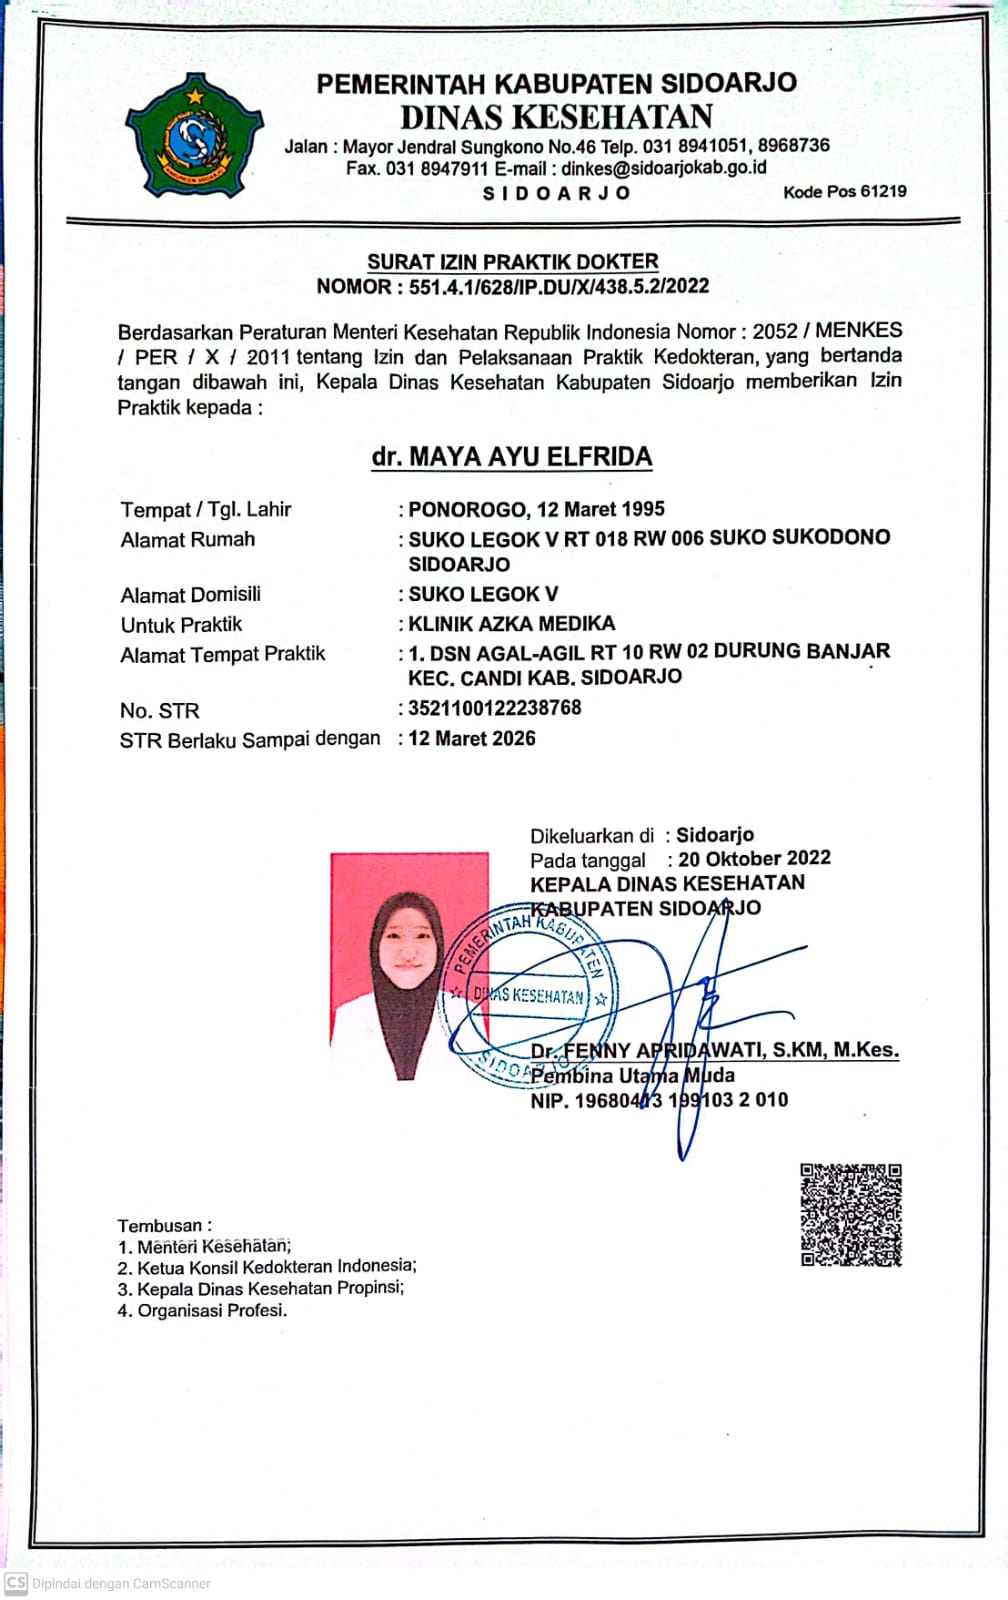 PEMERINTAH KABUPATEN SIDOARJO
DINAS KESEHATAN
Jalan : Mayor Jendral Sungkono No.46 Telp. 031 8941051, 8968736
Fax. 031 8947911 E-mail : dinkes@sidoarjokab.go.id
SIDOARJO
Kode Pos 61219
SURAT IZIN PRAKTIK DOKTER
NOMOR : 551.4.1/628/IP.DU/X/438.5.2/2022
Berdasarkan Peraturan Menteri Kesehatan Republik Indonesia Nomor : 2052 / MENKES
/ PER / X / 2011 tentang Izin dan Pelaksanaan Praktik Kedokteran, yang bertanda
tangan dibawah ini, Kepala Dinas Kesehatan Kabupaten Sidoarjo memberikan Izin
Praktik kepada :
dr. MAYA AYU ELFRIDA
Tempat / Tgl. Lahir : PONOROGO, 12 Maret 1995
Alamat Rumah : SUKO LEGOK V RT 018 RW 006 SUKO SUKODONO
SIDOARJO
Alamat Domisili : SUKO LEGOK V
Untuk Praktik : KLINIK AZKA MEDIKA
Alamat Tempat Praktik : 1. DSN AGAL-AGIL RT 10 RW 02 DURUNG BANJAR
KEC. CANDI KAB. SIDOARJO
No. STR : 3521100122238768
STR Berlaku Sampai dengan : 12 Maret 2026
Dikeluarkan di : Sidoarjo
Pada tanggal : 20 Oktober 2022
KEPALA DINAS KESEHATAN
KABUPATEN SIDOARJO
PEMERINTAH KABUPATEN
DINAS KESEHATAN
SIDOARJO
Dr. FENNY APRIDAWATI, S.KM, M.Kes.
Pembina Utama Muda
NIP. 19680413 199103 2 010
Tembusan :
1. Menteri Kesehatan;
2. Ketua Konsil Kedokteran Indonesia;
3. Kepala Dinas Kesehatan Propinsi;
4. Organisasi Profesi.
CS Dipindai dengan CamScanner